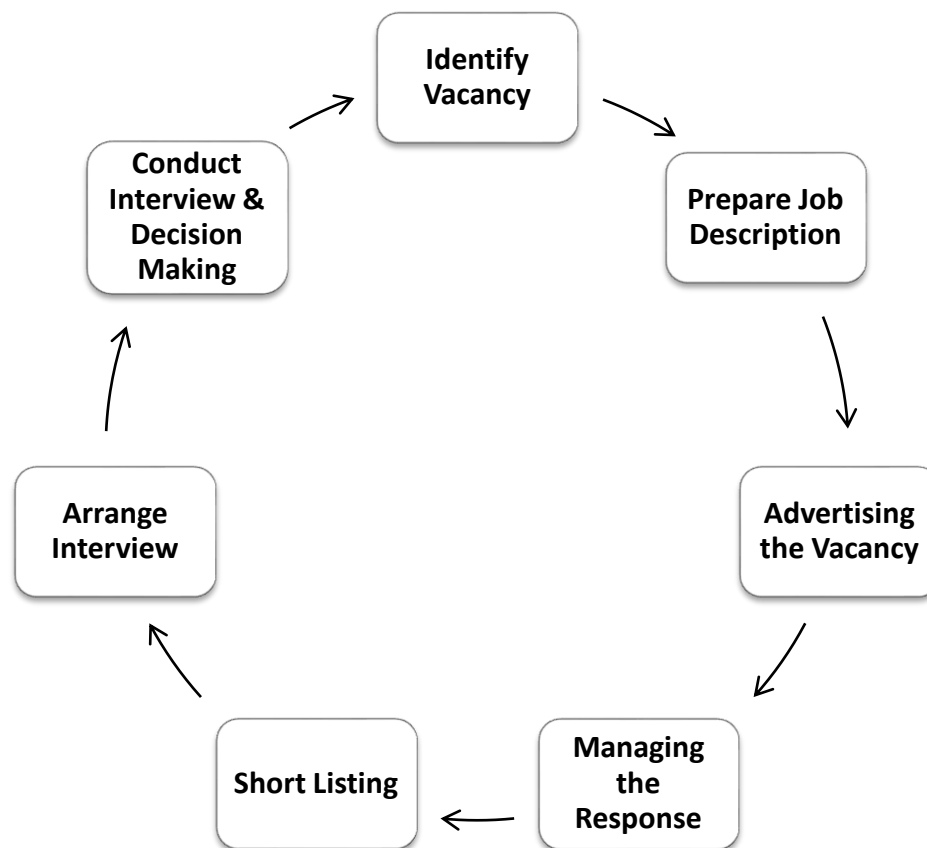 Identify
Vacancy
Prepare Job
Description
Advertising
the Vacancy
Managing
the
Response
Short Listing
Arrange
Interview
Conduct
Interview &
Decision
Making